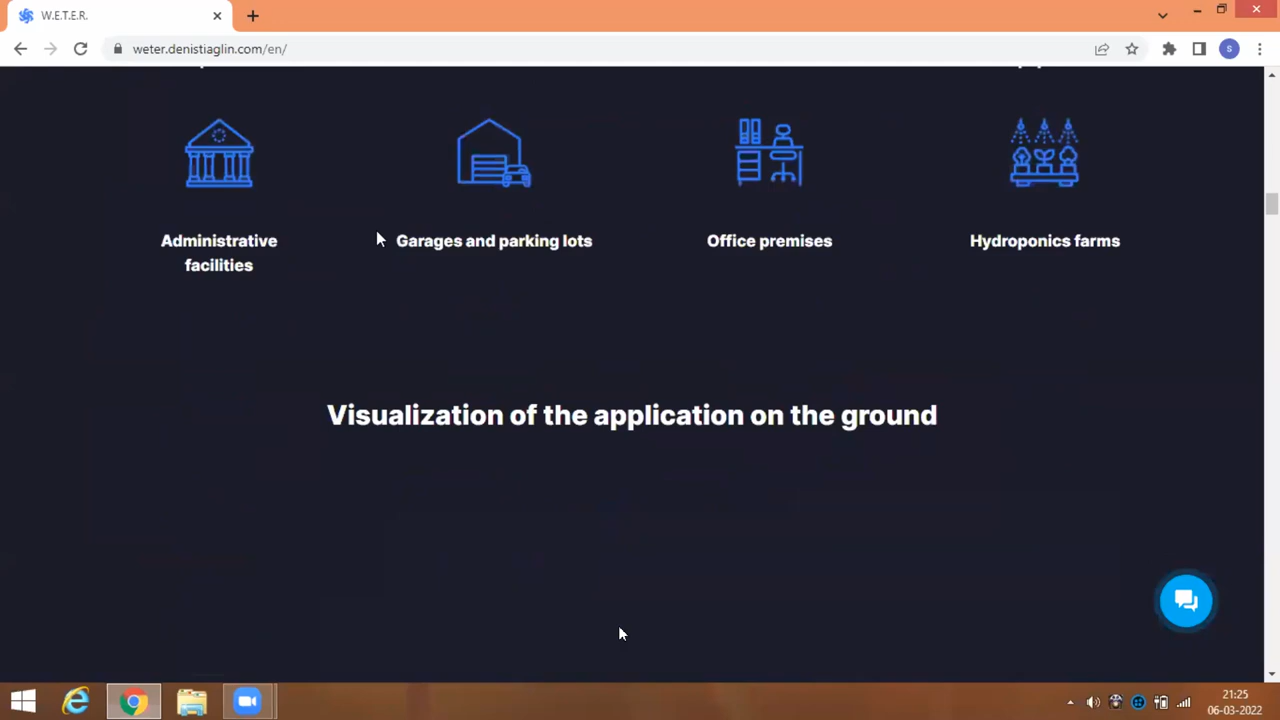 W.E.T.E.R.
weter.denistiaglin.com/en/
S
Administrative
facilities
Garages and parking lots
Office premises
Hydroponics farms
Visualization of the application on the ground
21:25
06-03-2022